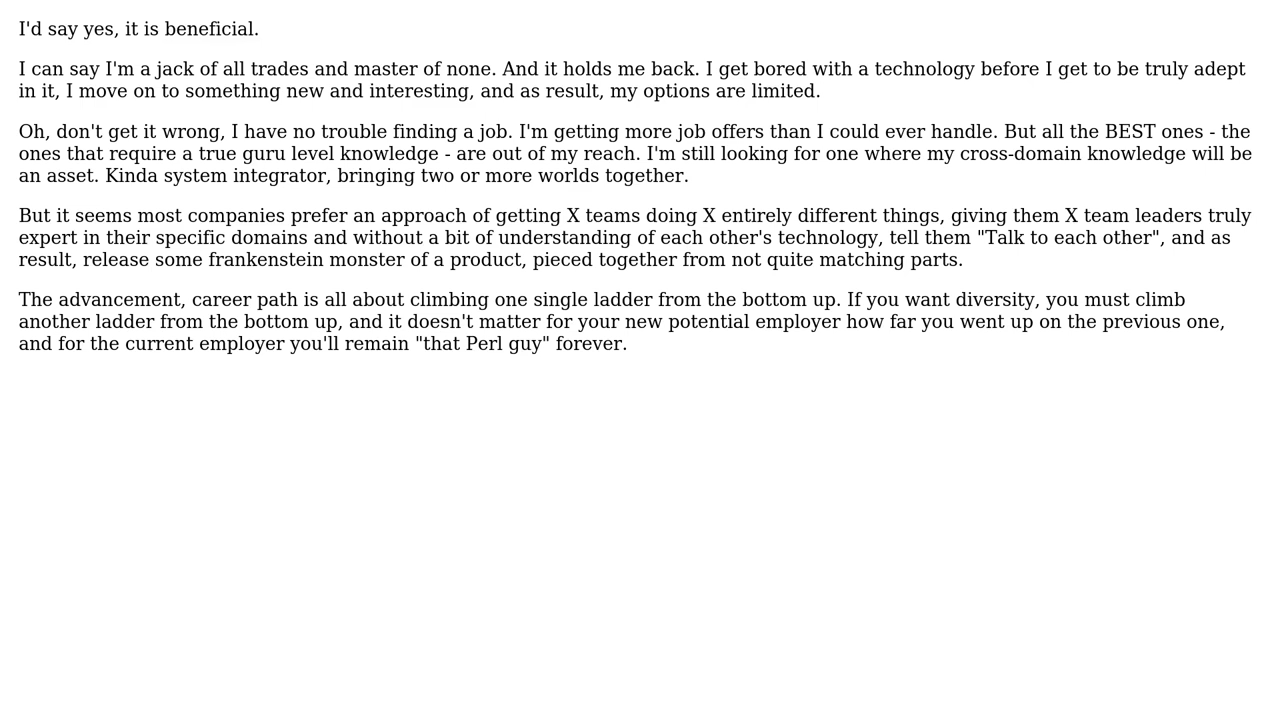 I'd say yes, it is beneficial.
I can say I'm a jack of all trades and master of none. And it holds me back. I get bored with a technology before I get to be truly adept
in it, I move on to something new and interesting, and as result, my options are limited.
Oh, don't get it wrong, I have no trouble finding a job. I'm getting more job offers than I could ever handle. But all the BEST ones - the
ones that require a true guru level knowledge - are out of my reach. I'm still looking for one where my cross-domain knowledge will be
an asset. Kinda system integrator, bringing two or more worlds together.
But it seems most companies prefer an approach of getting X teams doing X entirely different things, giving them X team leaders truly
expert in their specific domains and without a bit of understanding of each other's technology, tell them "Talk to each other", and as
result, release some frankenstein monster of a product, pieced together from not quite matching parts.
The advancement, career path is all about climbing one single ladder from the bottom up. If you want diversity, you must climb
another ladder from the bottom up, and it doesn't matter for your new potential employer how far you went up on the previous one,
and for the current employer you'll remain "that Perl guy" forever.